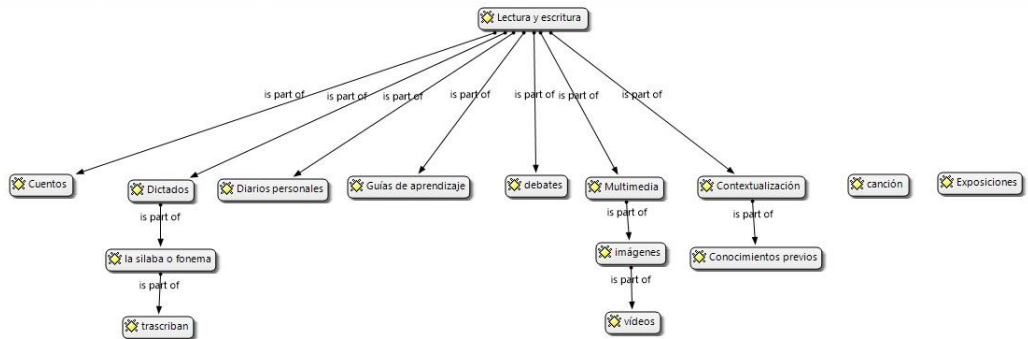 Lectura y escritura
is part of
is part of
is part of
is part of
is part of
is part of
is part of
Cuentos
Dictados
Diarios personales
Guías de aprendizaje
debates
Multimedia
Contextualización
canción
Exposiciones
is part of
is part of
is part of
la silaba o fonema
imágenes
Conocimientos previos
is part of
is part of
trascriban
vídeos